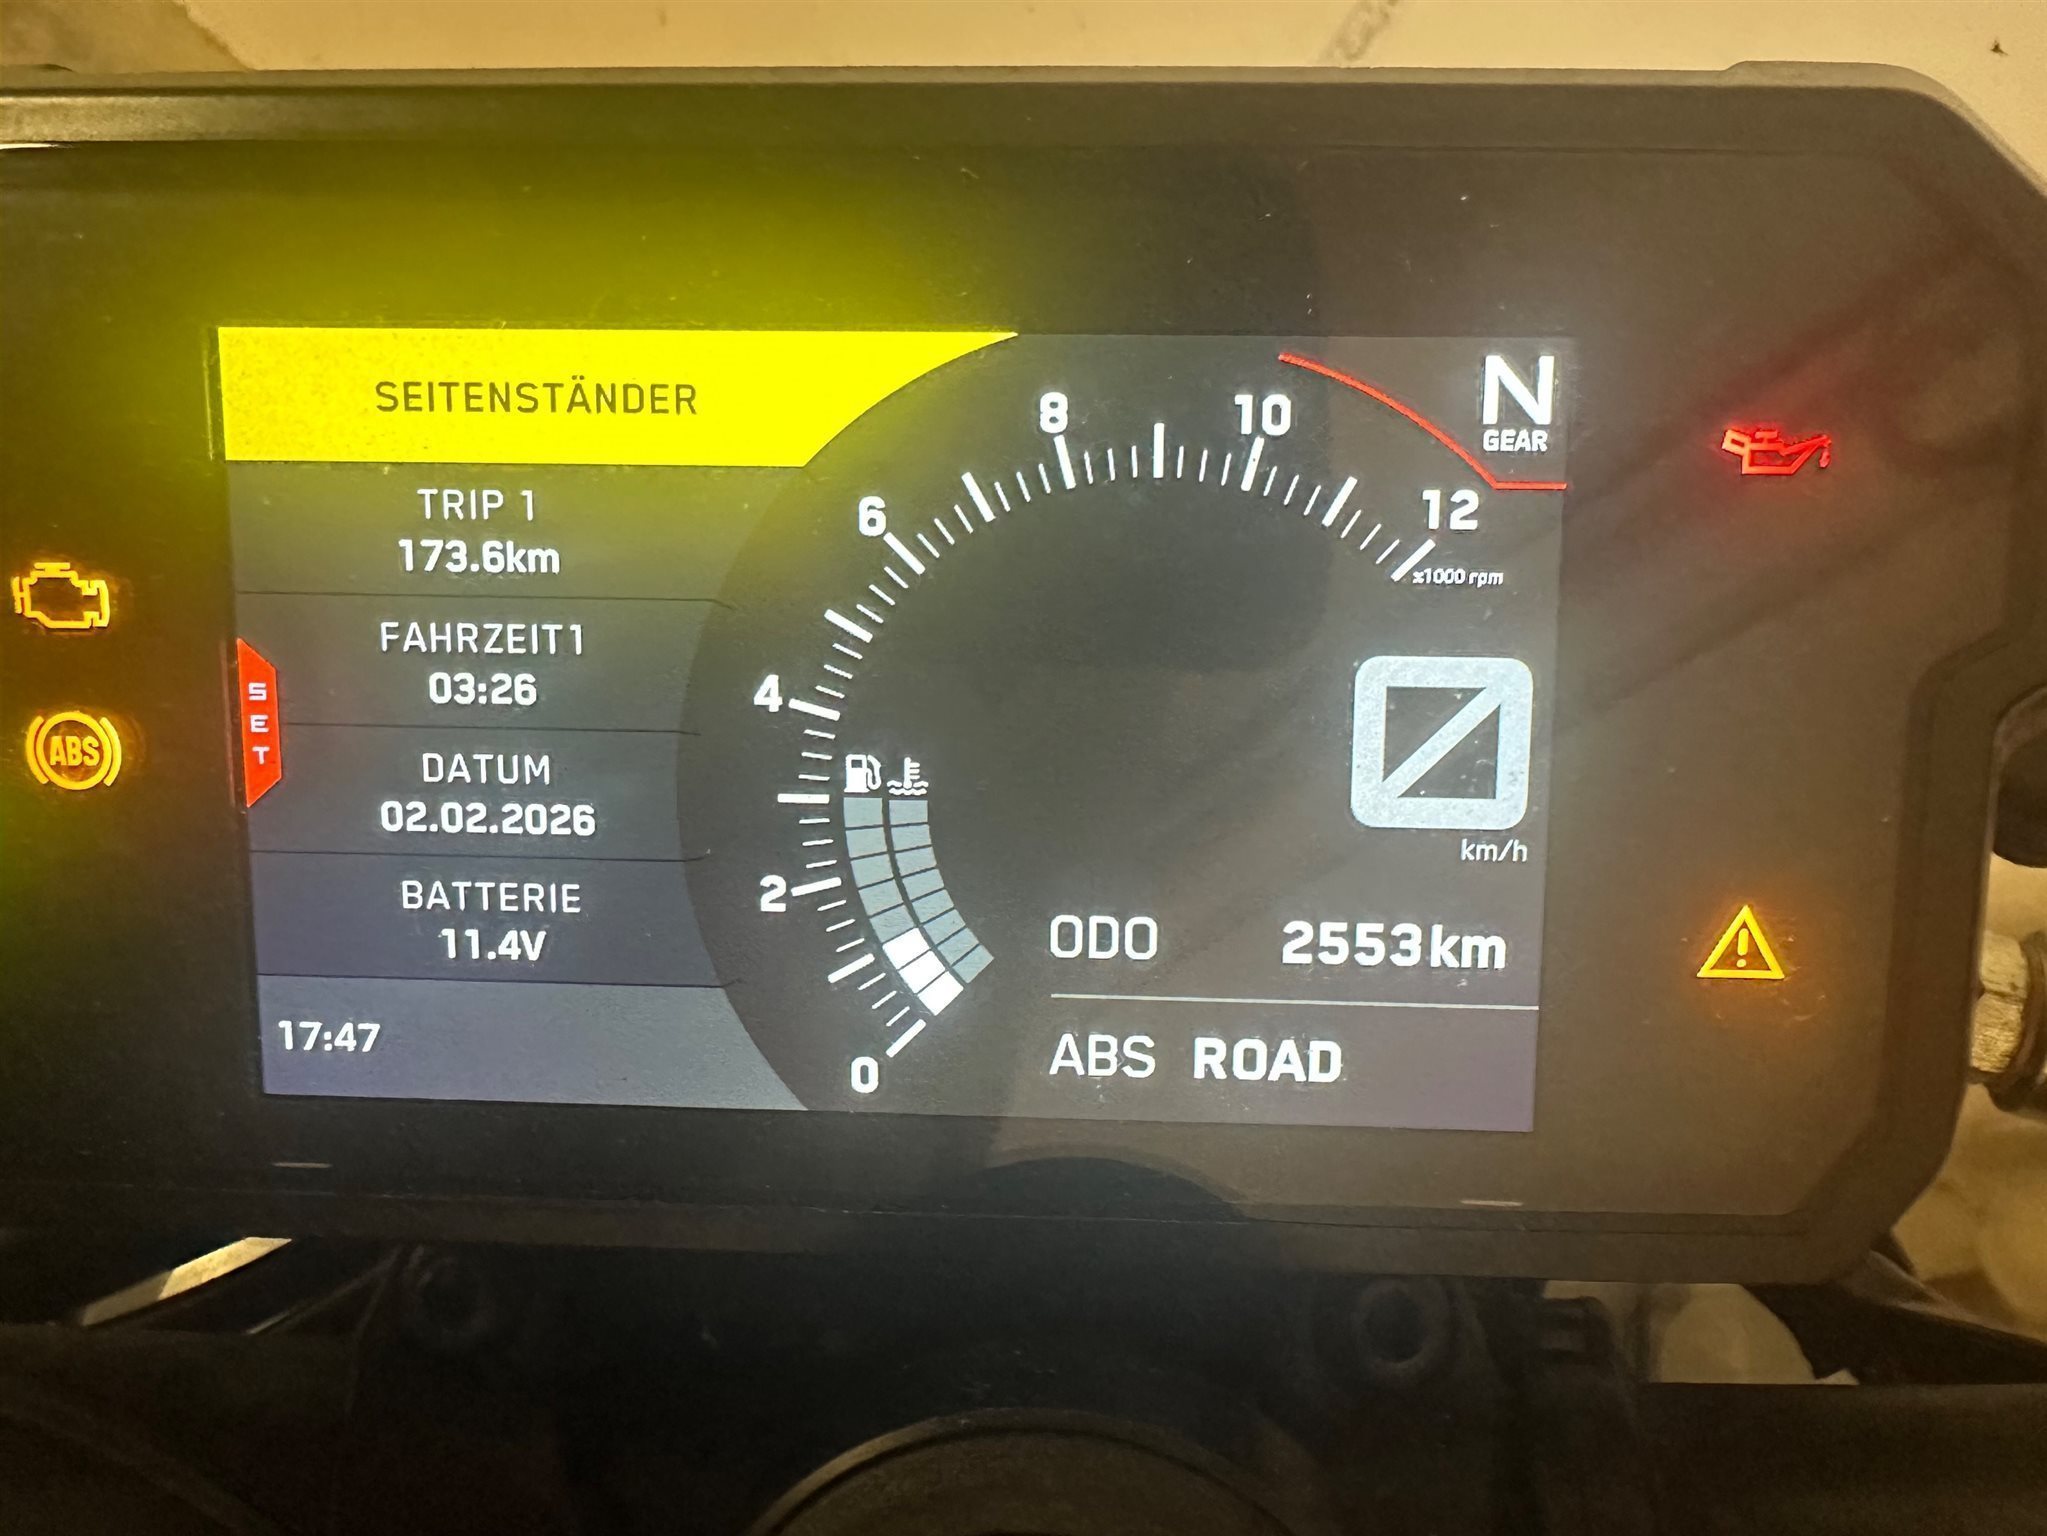 SEITENSTÄNDER
TRIP 1
173.6km
FAHRZEIT1
03:26
DATUM
02.02.2026
BATTERIE
11.4V
17:47
SET
ABS
0
2
4
6
8
10
12
x1000 rpm
N
GEAR
0
km/h
ODO 2553km
ABS ROAD